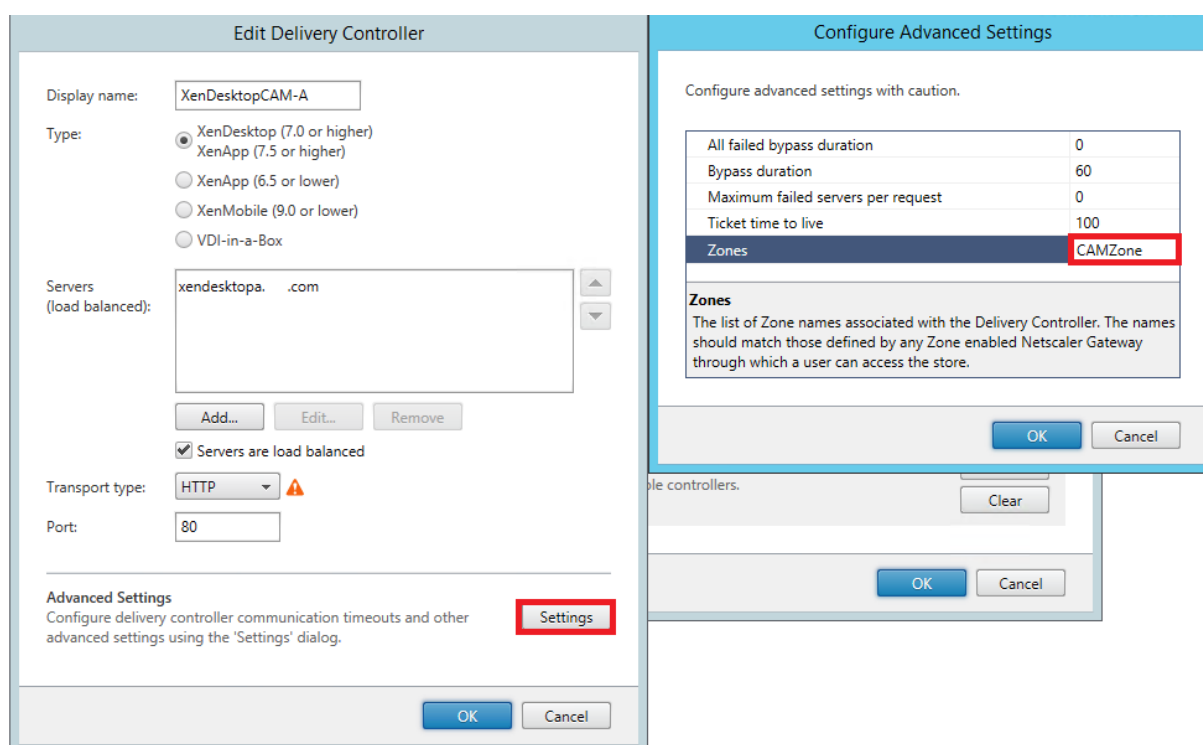 Edit Delivery Controller
Display name: XenDesktopCAM-A
Type:
XenDesktop (7.0 or higher)
XenApp (7.5 or higher)
XenApp (6.5 or lower)
XenMobile (9.0 or lower)
VDI-in-a-Box
Servers
(load balanced):
xendesktopa. .com
Add... Edit... Remove
Servers are load balanced
Transport type: HTTP
Port: 80
Advanced Settings
Configure delivery controller communication timeouts and other
advanced settings using the 'Settings' dialog.
Settings
OK Cancel
Configure Advanced Settings
Configure advanced settings with caution.
All failed bypass duration 0
Bypass duration 60
Maximum failed servers per request 0
Ticket time to live 100
Zones CAMZone
Zones
The list of Zone names associated with the Delivery Controller. The names
should match those defined by any Zone enabled Netscaler Gateway
through which a user can access the store.
OK Cancel
controllers.
Clear
OK Cancel